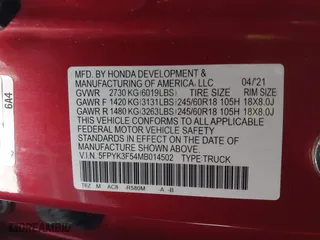 MFD. BY HONDA DEVELOPMENT &
MANUFACTURING OF AMERICA, LLC 04/21
GVWR 2730 KG(6019LBS) TIRE SIZE RIM SIZE
GAWR F 1420 KG(3131LBS) 245/60R18 105H 18X8.0J
GAWR R 1480 KG(3263LBS) 245/60R18 105H 18X8.0J
THIS VEHICLE CONFORMS TO ALL APPLICABLE
FEDERAL MOTOR VEHICLE SAFETY
STANDARDS IN EFFECT ON THE DATE OF
MANUFACTURE SHOWN ABOVE.
V.I.N. 5FPYK3F54MB014502 TYPE:TRUCK
T6Z M AC8 R580M -A -B
6A4